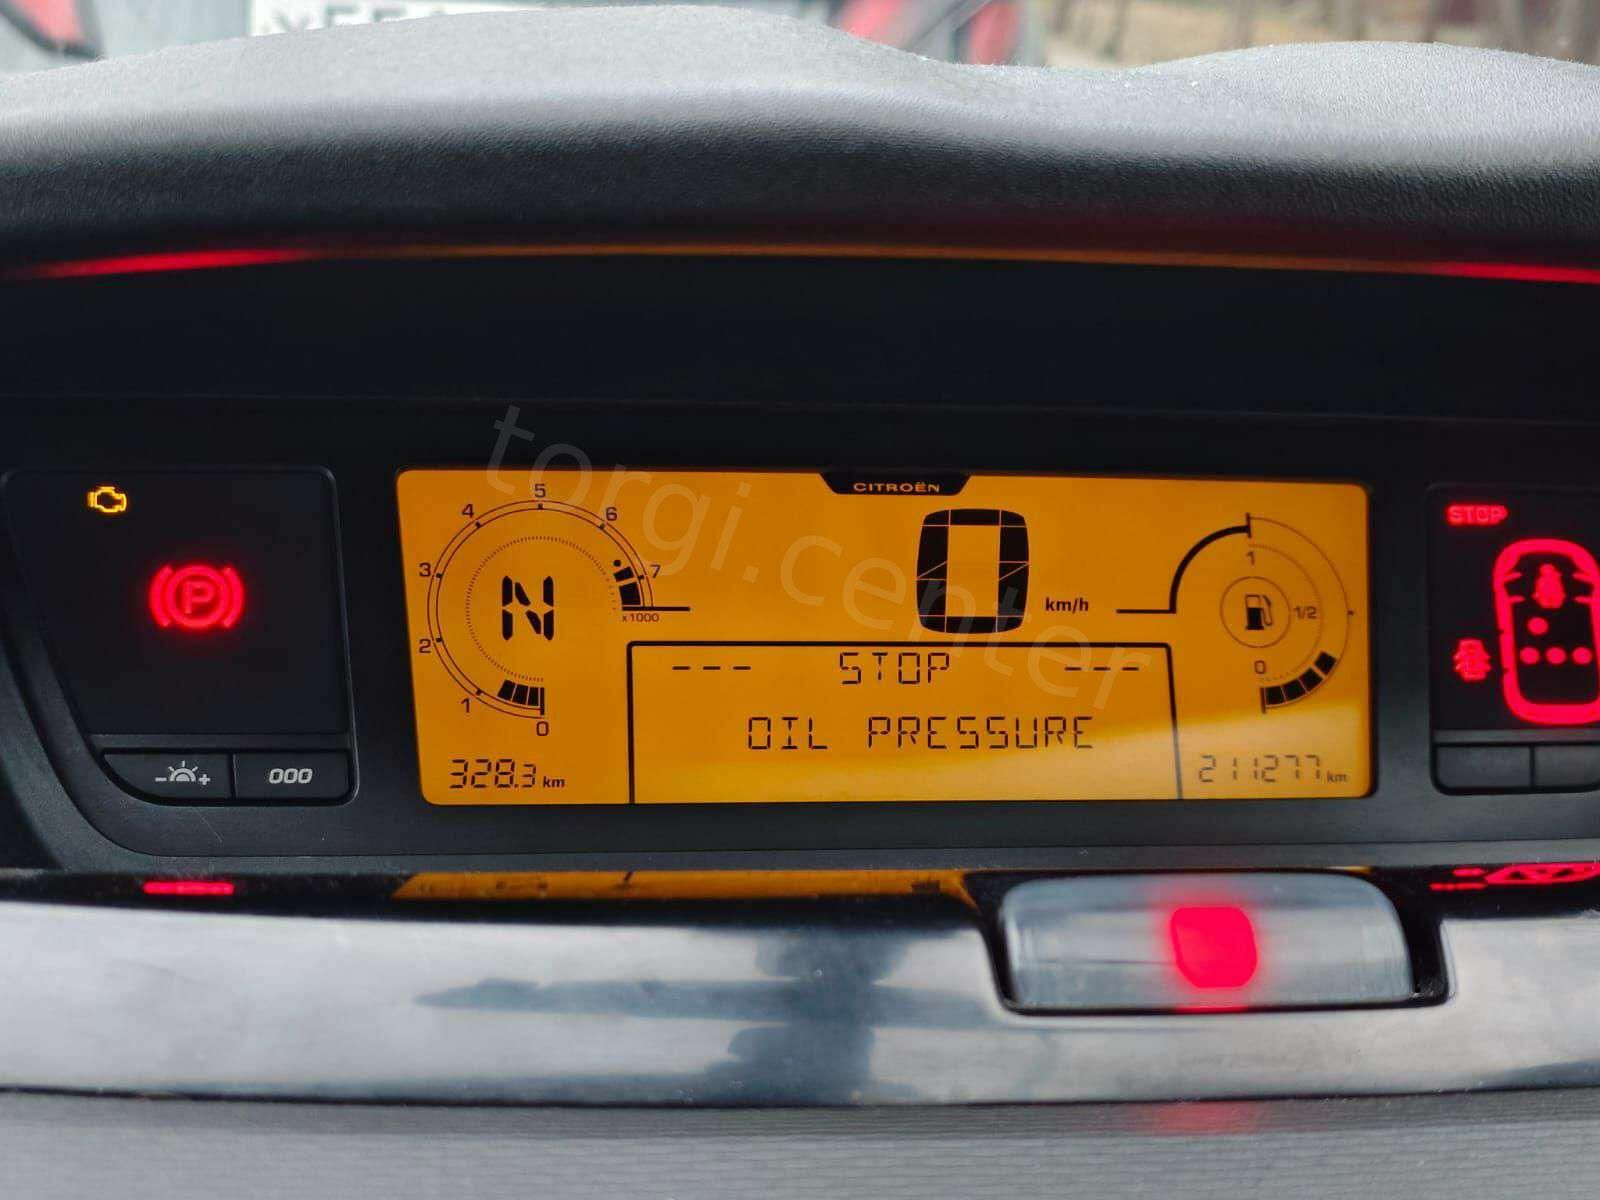 torgi.center
CITROËN
5
4 6
3 7
x1000
N
2
1
0
0
km/h
1
1/2
0
--- STOP ---
OIL PRESSURE
328.3 km
211277 km
P
- +
000
STOP